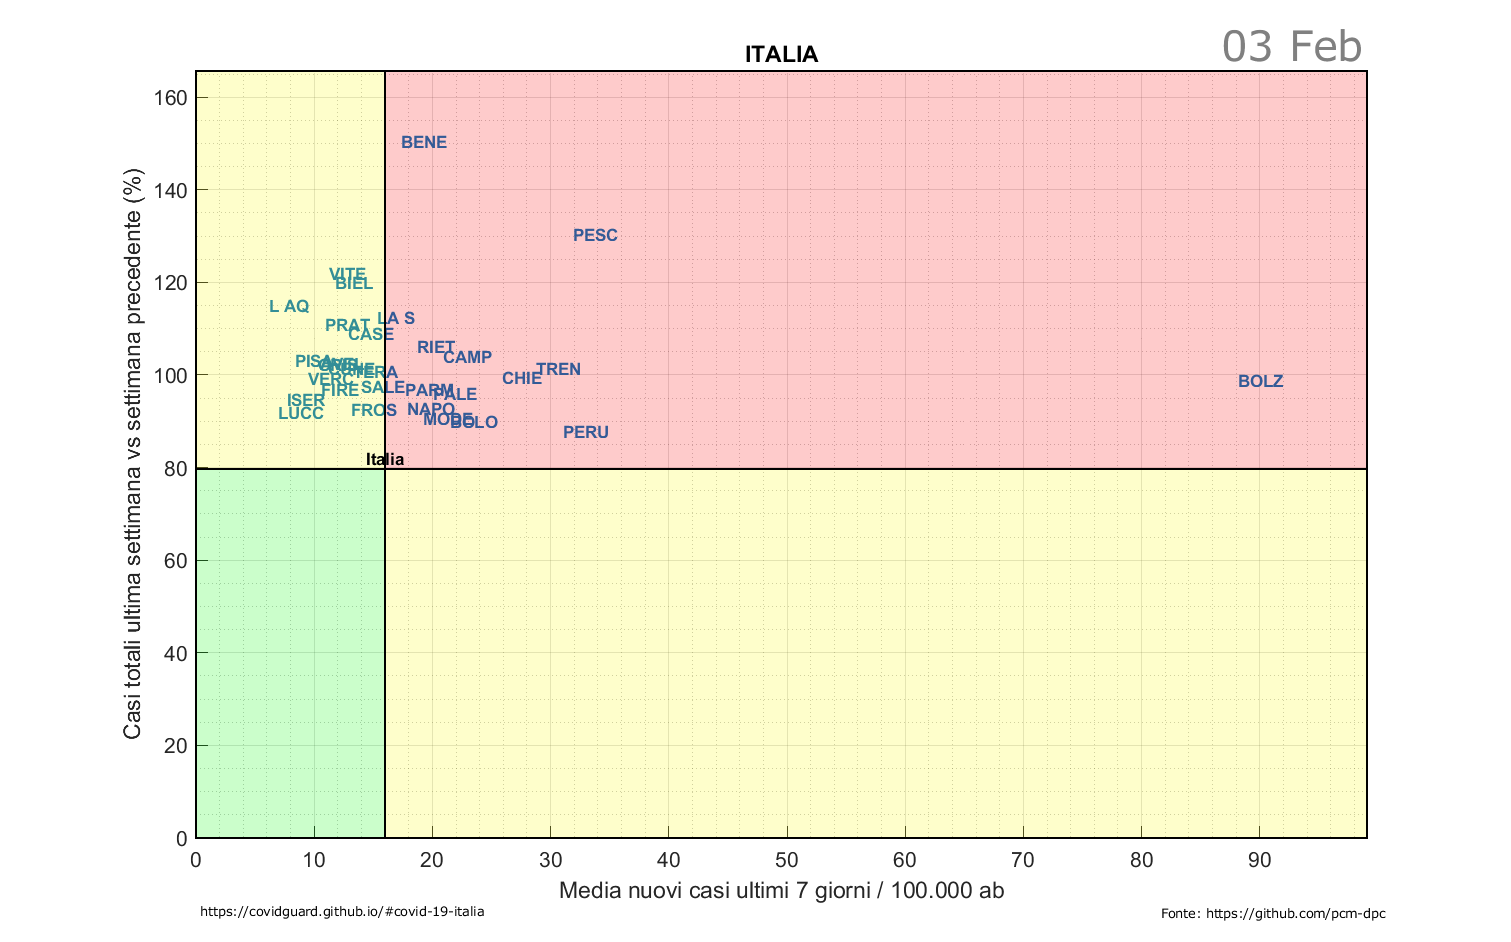 03 Feb
ITALIA
Casi totali ultima settimana vs settimana precedente (%)
160
140
120
100
80
60
40
20
0
BENE
PESC
VITE
BIEL
L AQ
LA S
PRAT
CASE
RIET
CAMP
PISA
TREN
TERA
CHIE
VERC
BOLZ
SALE
FIRE
PARM
PALE
ISER
NAPO
FROS
LUCC
MODE
BOLO
PERU
Italia
0 10 20 30 40 50 60 70 80 90
Media nuovi casi ultimi 7 giorni / 100.000 ab
https://covidguard.github.io/#covid-19-italia
Fonte: https://github.com/pcm-dpc